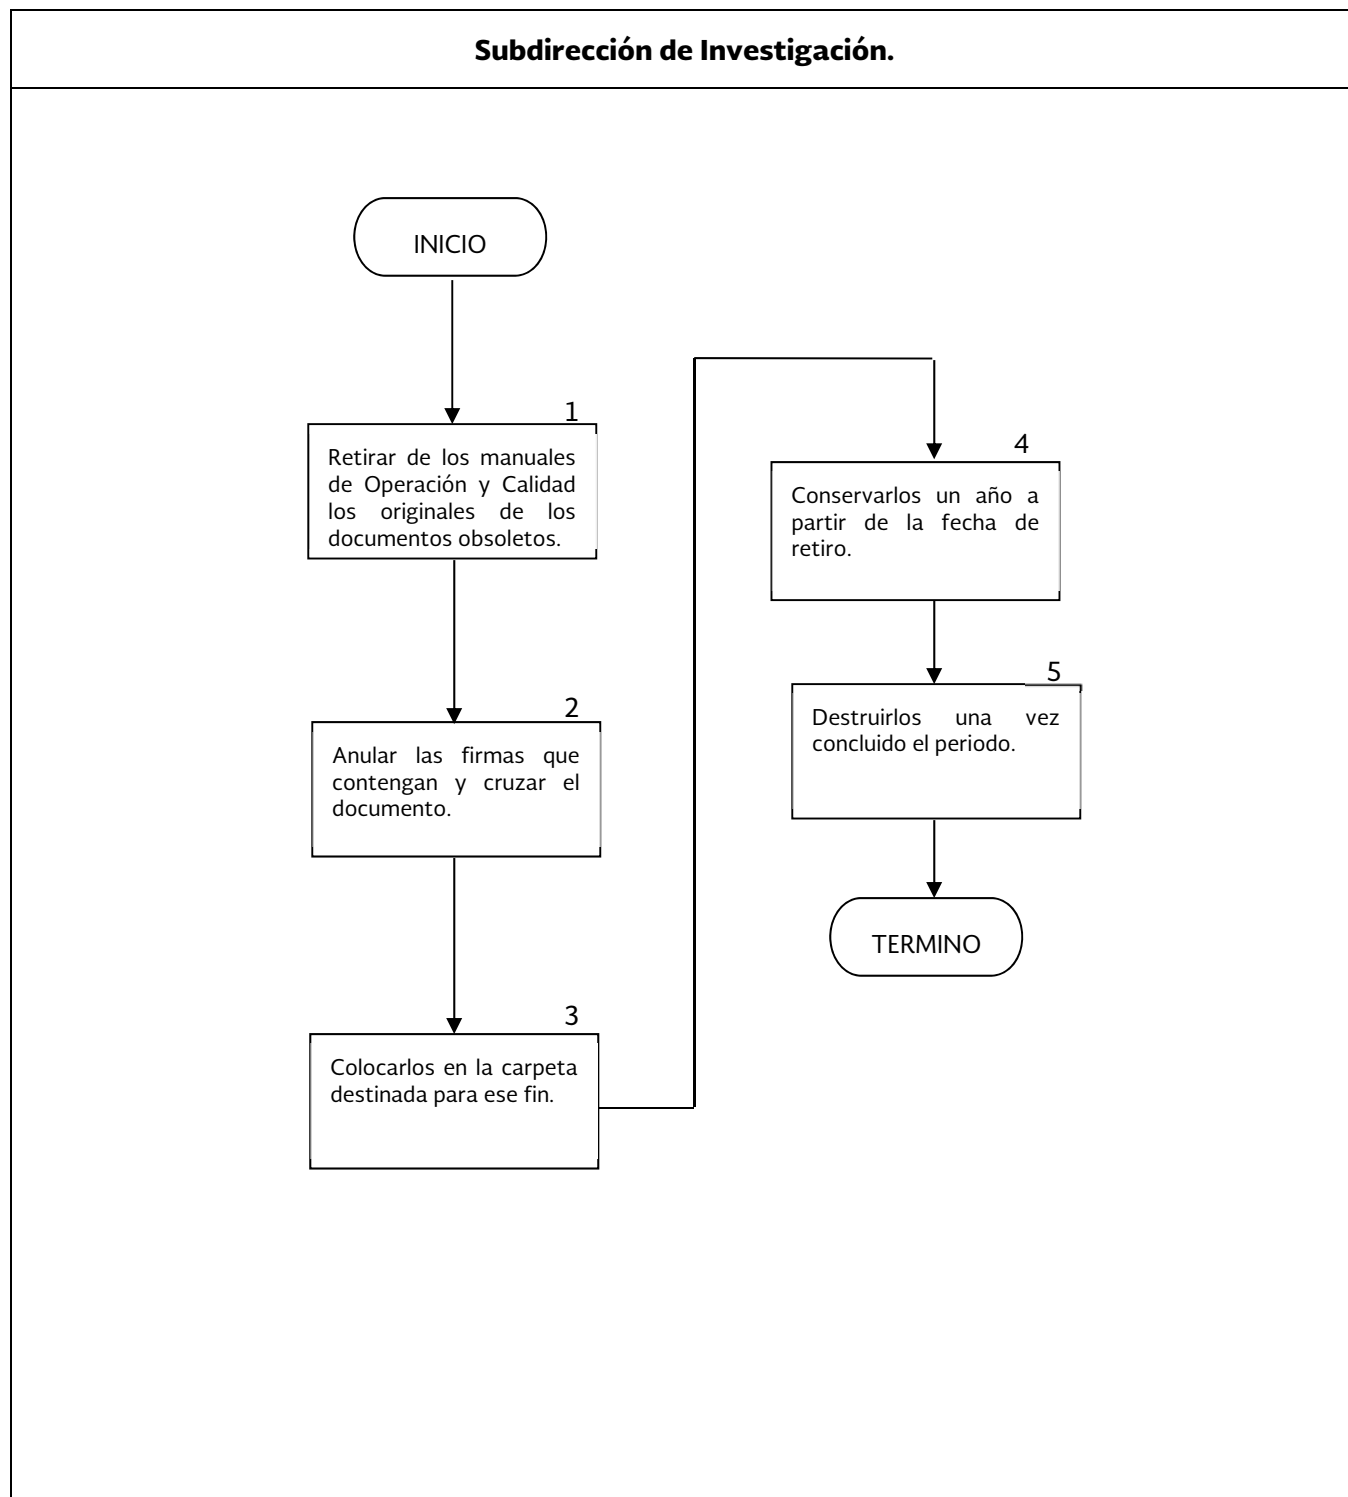 Subdirección de Investigación.
INICIO
1
Retirar de los manuales
de Operación y Calidad
los originales de los
documentos obsoletos.
2
Anular las firmas que
contengan y cruzar el
documento.
3
Colocarlos en la carpeta
destinada para ese fin.
4
Conservarlos un año a
partir de la fecha de
retiro.
5
Destruirlos una vez
concluido el periodo.
TERMINO